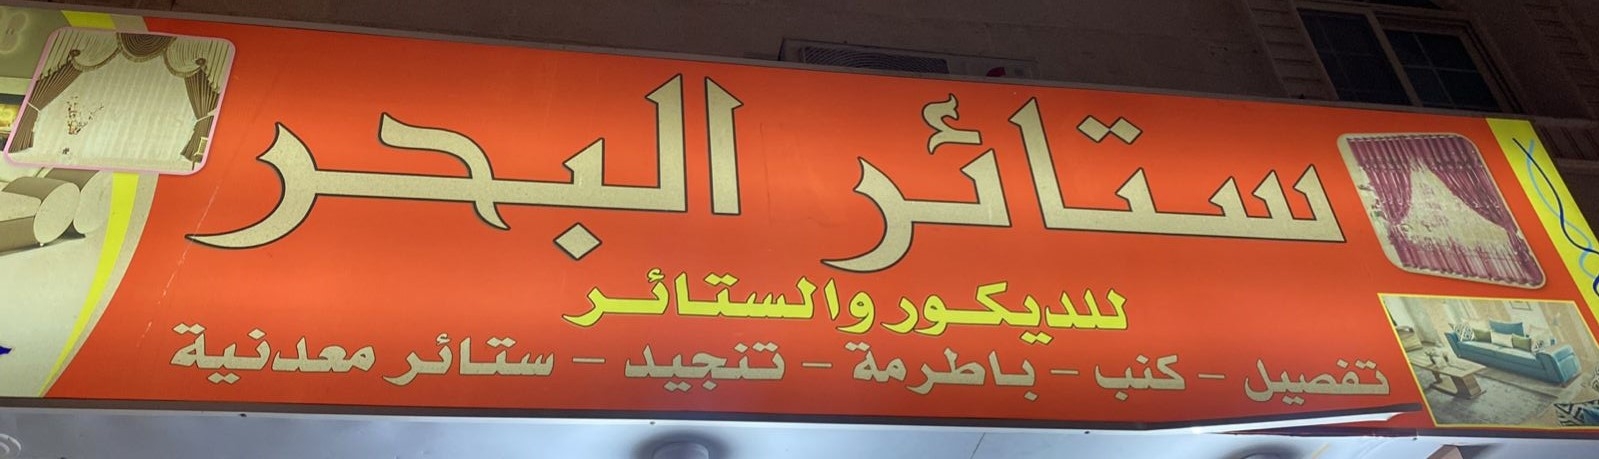 ستائر البحر
للديكور والستائر
تفصيل - كنب - باطرمة - تنجيد - ستائر معدنية